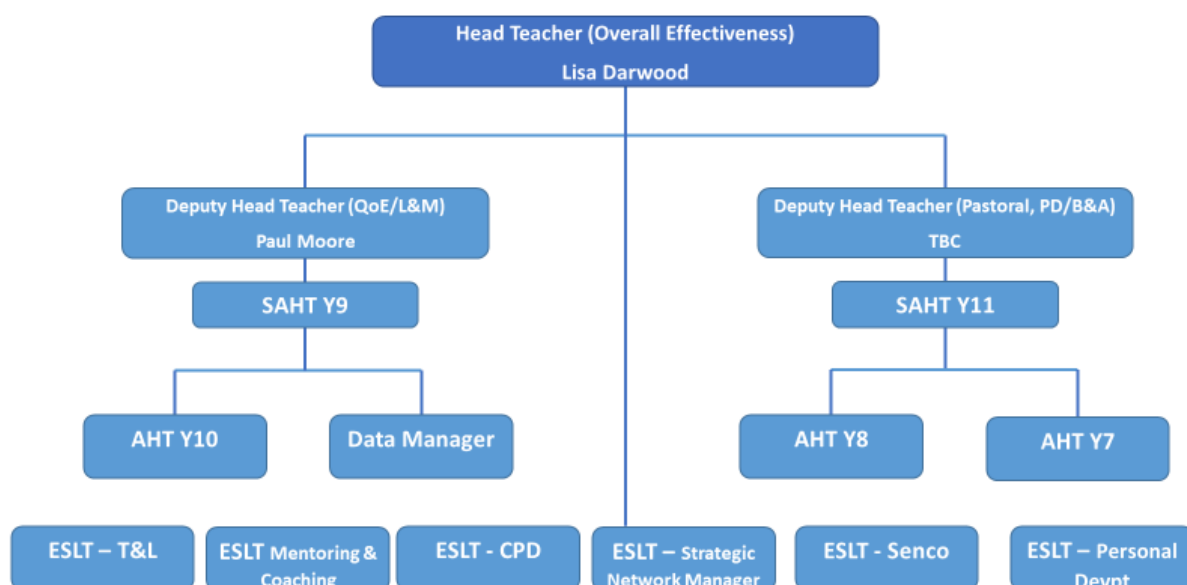 Head Teacher (Overall Effectiveness)
Lisa Darwood
Deputy Head Teacher (QoE/L&M)
Paul Moore
Deputy Head Teacher (Pastoral, PD/B&A)
TBC
SAHT Y9
SAHT Y11
AHT Y10
Data Manager
AHT Y8
AHT Y7
ESLT – T&L
ESLT Mentoring &
Coaching
ESLT - CPD
ESLT – Strategic
Network Manager
ESLT - Senco
ESLT – Personal
Devpt